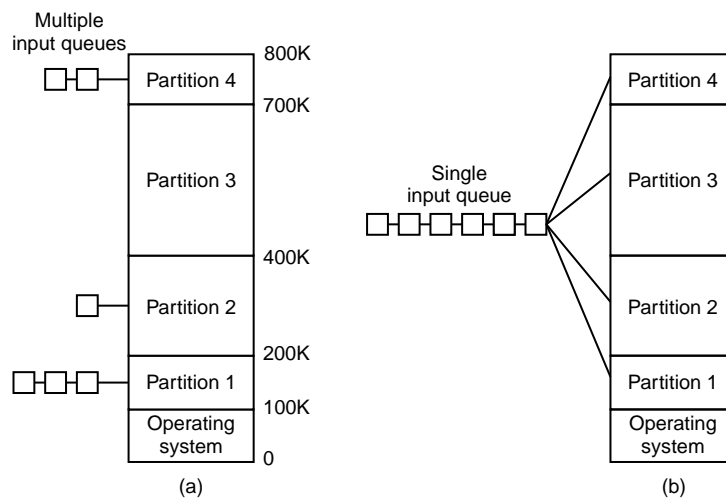 Multiple
input queues
800K
Partition 4
700K
Partition 3
400K
Partition 2
200K
Partition 1
100K
Operating
system
0
(a)
Single
input queue
Partition 4
Partition 3
Partition 2
Partition 1
Operating
system
(b)